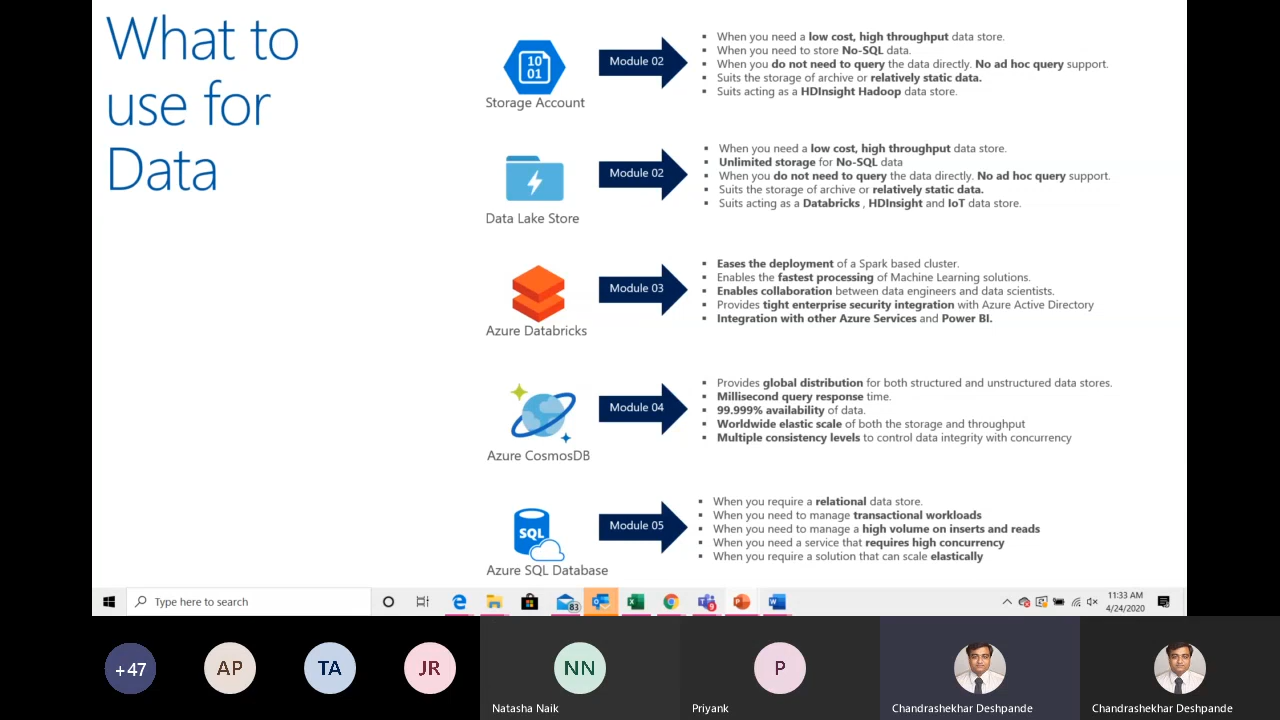 What to
use for
Data
10
01
Storage Account
Module 02
When you need a low cost, high throughput data store.
When you need to store No-SQL data.
When you do not need to query the data directly. No ad hoc query support.
Suits the storage of archive or relatively static data.
Suits acting as a HDInsight Hadoop data store.
Data Lake Store
Module 02
When you need a low cost, high throughput data store.
Unlimited storage for No-SQL data
When you do not need to query the data directly. No ad hoc query support.
Suits the storage of archive or relatively static data.
Suits acting as a Databricks , HDInsight and IoT data store.
Azure Databricks
Module 03
Eases the deployment of a Spark based cluster.
Enables the fastest processing of Machine Learning solutions.
Enables collaboration between data engineers and data scientists.
Provides tight enterprise security integration with Azure Active Directory
Integration with other Azure Services and Power BI.
Azure CosmosDB
Module 04
Provides global distribution for both structured and unstructured data stores.
Millisecond query response time.
99.999% availability of data.
Worldwide elastic scale of both the storage and throughput
Multiple consistency levels to control data integrity with concurrency
SQL
Azure SQL Database
Module 05
When you require a relational data store.
When you need to manage transactional workloads
When you need to manage a high volume on inserts and reads
When you need a service that requires high concurrency
When you require a solution that can scale elastically
Type here to search
83
9
11:33 AM
4/24/2020
+47
AP
TA
JR
NN
Natasha Naik
P
Priyank
Chandrashekhar Deshpande
Chandrashekhar Deshpande